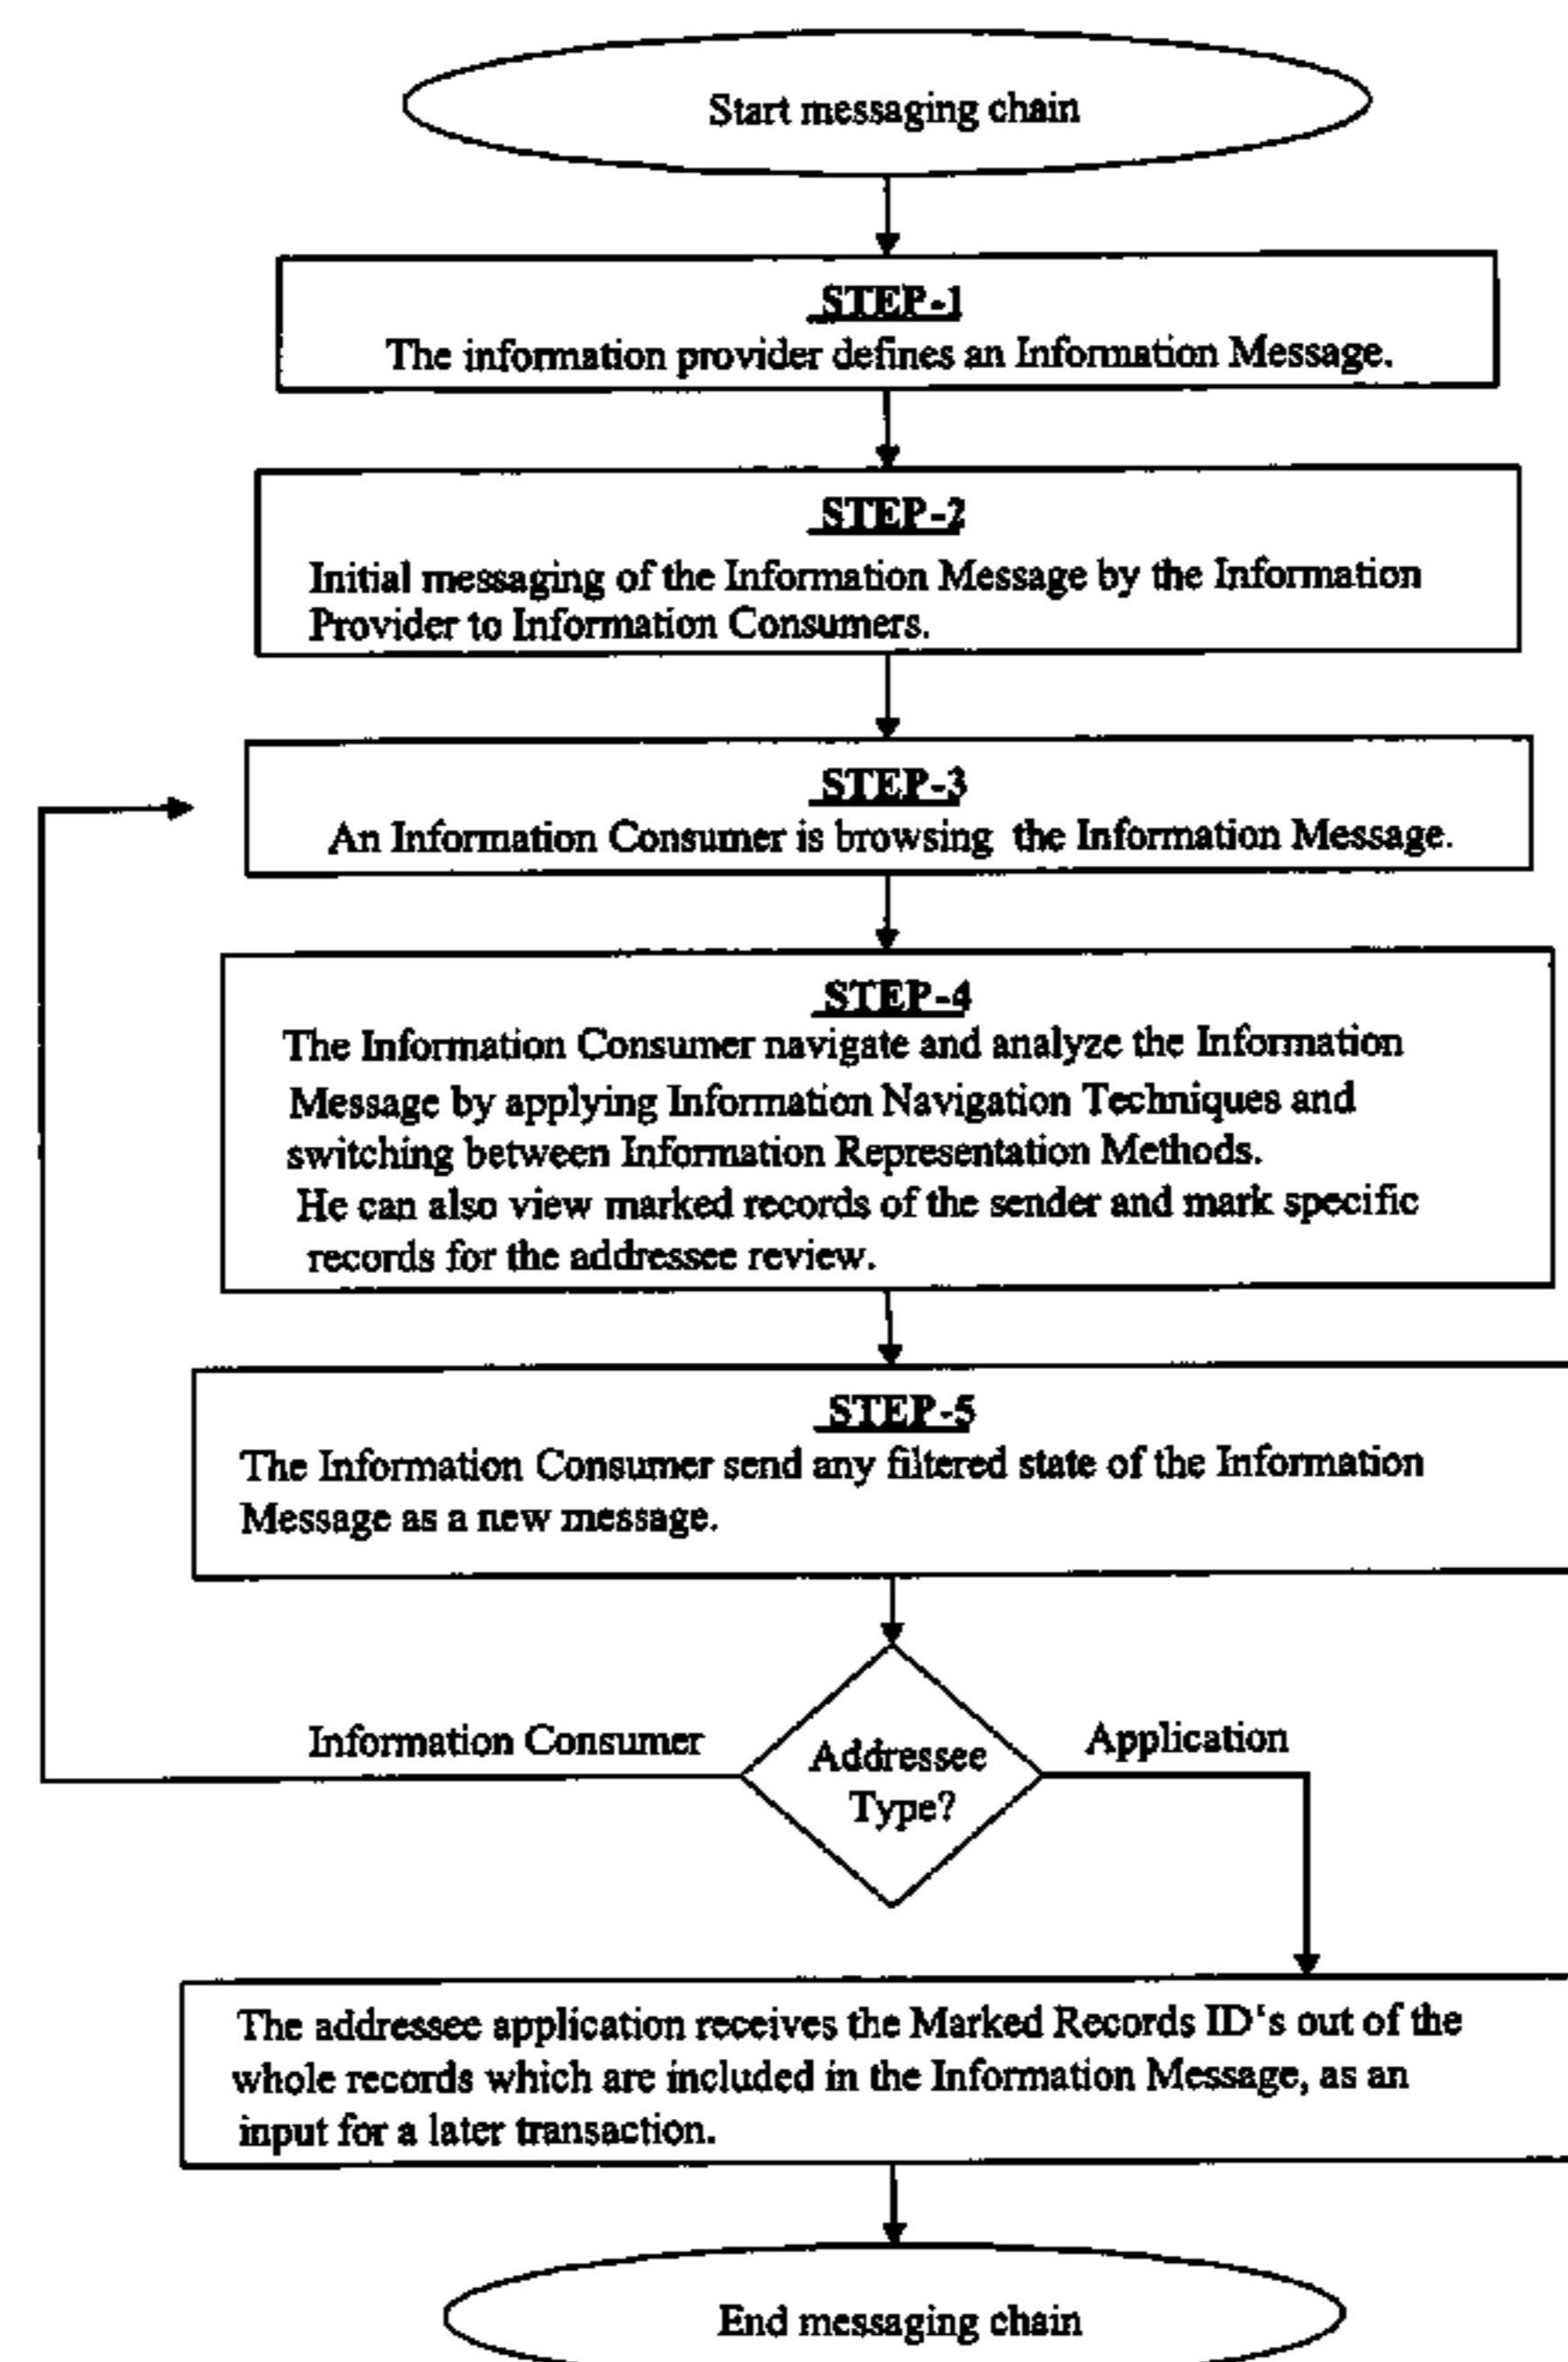 Start messaging chain
STEP-1
The information provider defines an Information Message.
STEP-2
Initial messaging of the Information Message by the Information
Provider to Information Consumers.
STEP-3
An Information Consumer is browsing the Information Message.
STEP-4
The Information Consumer navigate and analyze the Information
Message by applying Information Navigation Techniques and
switching between Information Representation Methods.
He can also view marked records of the sender and mark specific
records for the addressee review.
STEP-5
The Information Consumer send any filtered state of the Information
Message as a new message.
Information Consumer
Addressee
Type?
Application
The addressee application receives the Marked Records ID‘s out of the
whole records which are included in the Information Message, as an
input for a later transaction.
End messaging chain